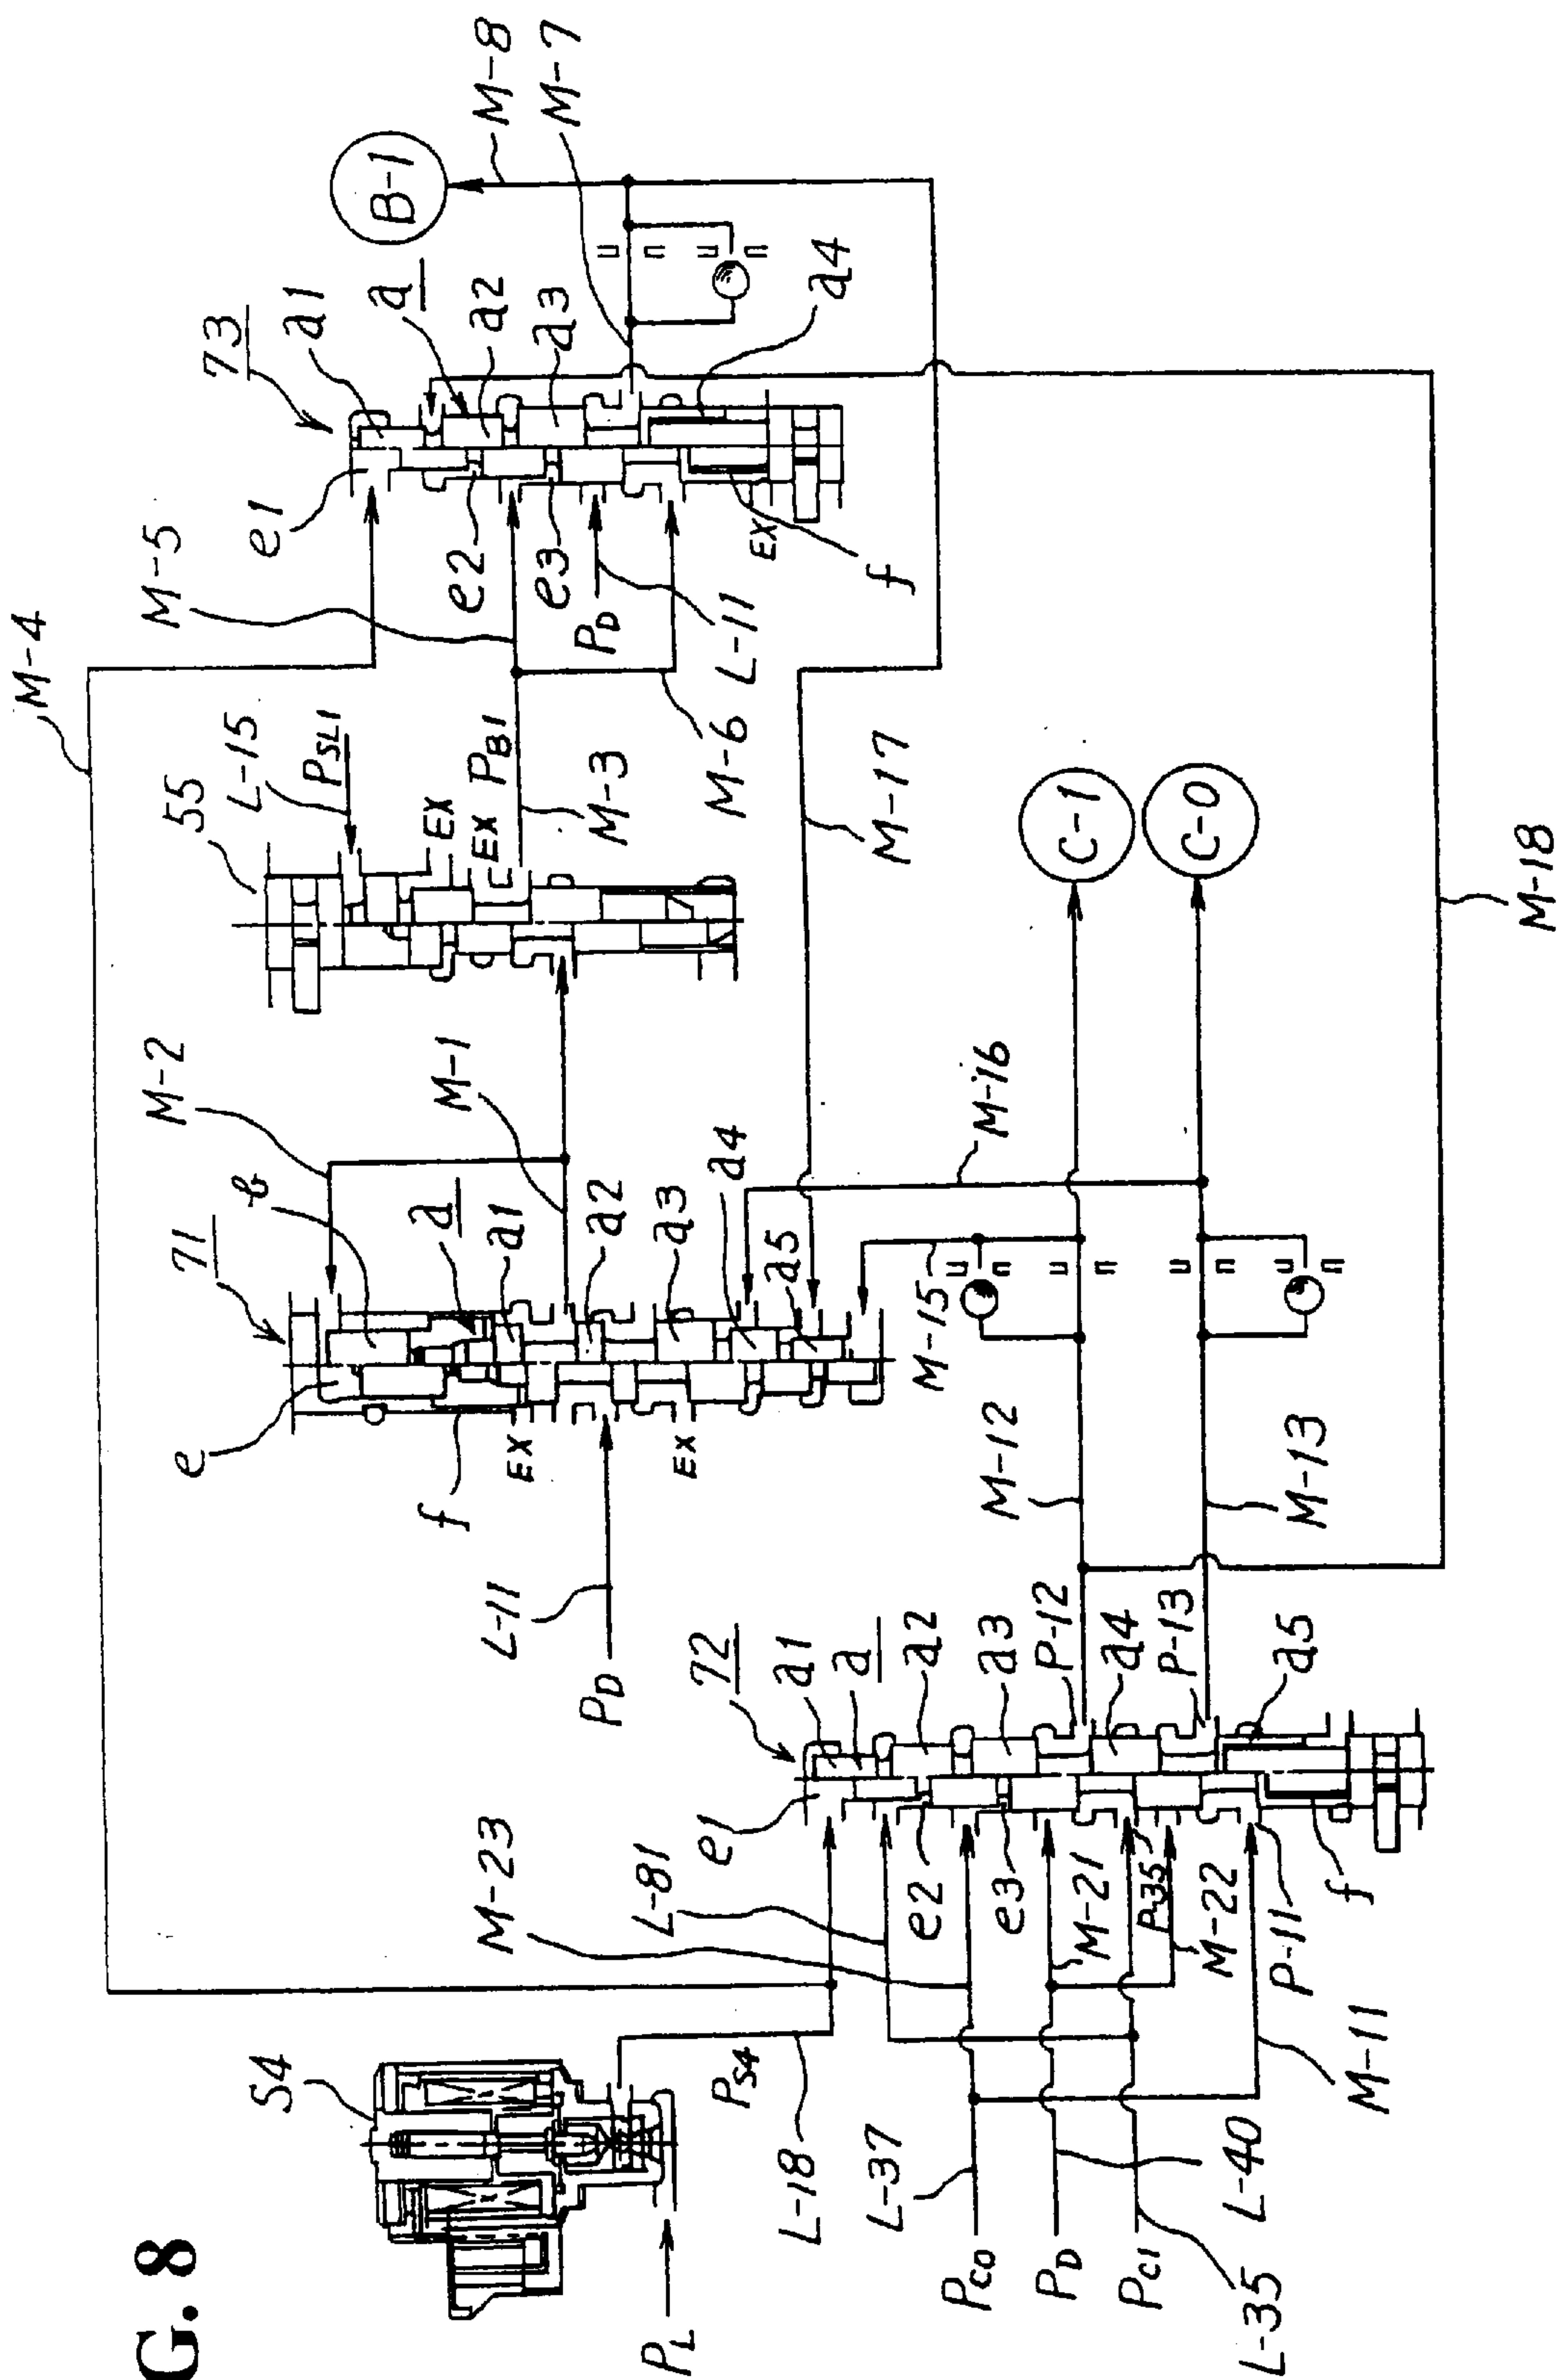 G. 8
S4
PL
PS4
L-18
L-37
PC0
PD
PC1
L-35
L-40
M-11
M-23
L-81
e1
e2
e3
M-21
P35
M-22
P-11
f
72
a1
a
a2
a3
P-12
a4
P-13
a5
M-12
M-13
M-15
M-16
C-1
C-0
M-18
L-11
PD
e
f
EX
EX
71
b
a
a1
a2
a3
a4
a5
M-2
M-1
M-17
55
L-15
PSL1
EX
EX
PB1
M-3
M-6
M-4
M-5
e1
e2
e3
PD
L-11
EX
f
73
a1
a
a2
a3
a4
B-1
M-8
M-7